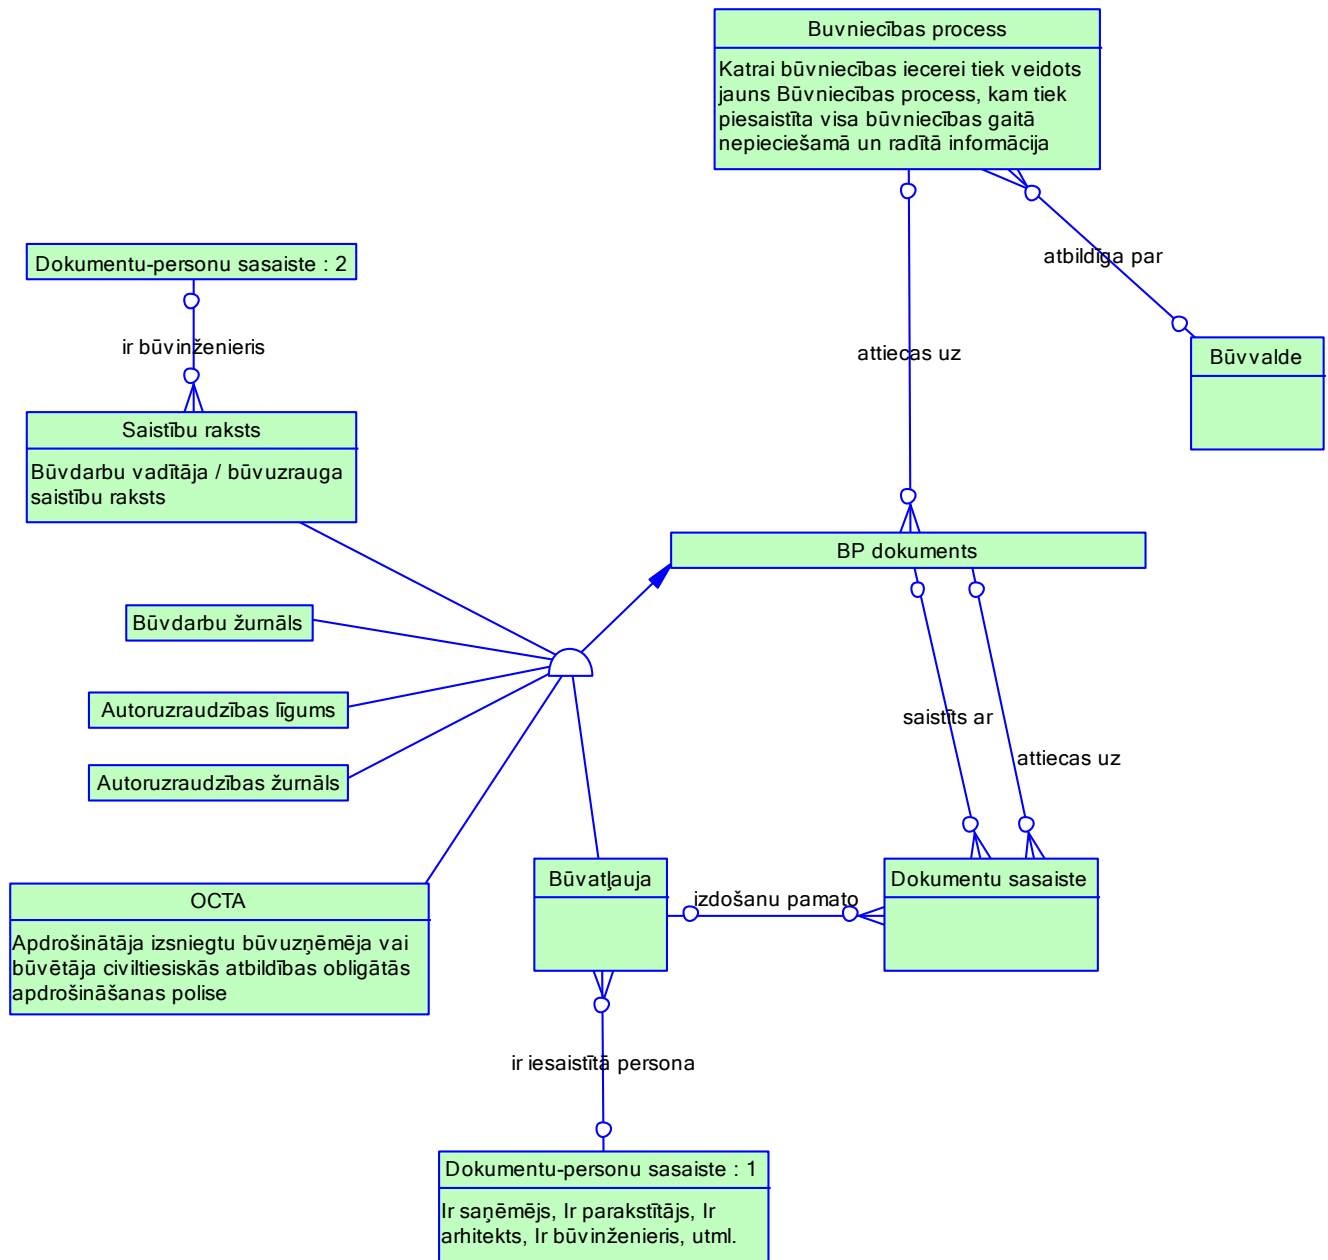 Buvniecības process
Katrai būvniecības iecerei tiek veidots
jauns Būvniecības process, kam tiek
piesaistīta visa būvniecības gaitā
nepieciešamā un radītā informācija
atbildīga par
Dokumentu-personu sasaiste : 2
ir būvinženieris
attiecas uz
Būvvalde
Saistību raksts
Būvdarbu vadītāja / būvuzrauga
saistību raksts
BP dokuments
Būvdarbu žurnāls
Autoruzraudzības līgums
saistīts ar
attiecas uz
Autoruzraudzības žurnāls
Būvatļauja
izdošanu pamato
Dokumentu sasaiste
OCTA
Apdrošinātāja izsniegtu būvuzņēmēja vai
būvētāja civiltiesiskās atbildības obligātās
apdrošināšanas polise
ir iesaistītā persona
Dokumentu-personu sasaiste : 1
Ir saņēmējs, Ir parakstītājs, Ir
arhitekts, Ir būvinženieris, utml.